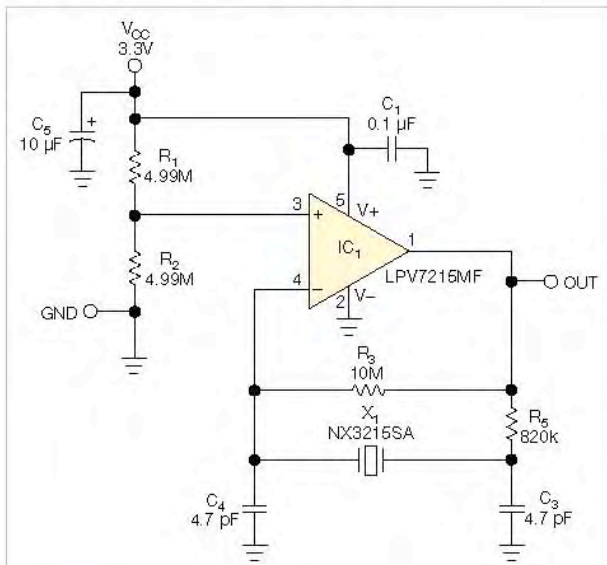 VCC
3.3V
C5
10 µF
+
C1
0.1 µF
R1
4.99M
3
+
5
V+
IC1
1
LPV7215MF
OUT
R2
4.99M
4
−
2
V−
GND
R3
10M
X1
NX3215SA
R5
820k
C4
4.7 pF
C3
4.7 pF